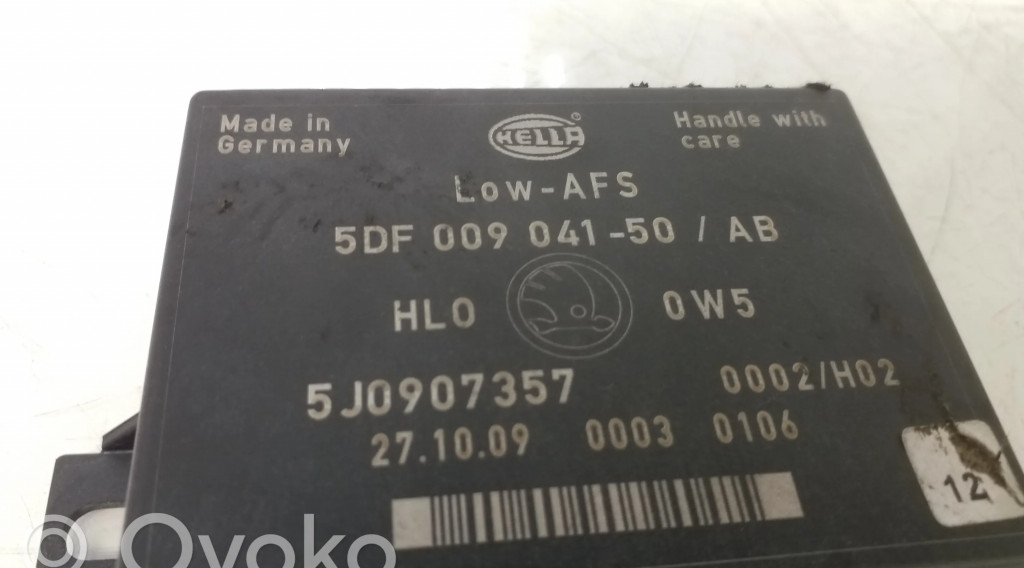 Made in
Germany
HELLA
Handle with
care
Low-AFS
5DF 009 041-50 / AB
HLO 0W5
5J0907357 0002/H02
27.10.09 0003 0106
12
Ovoko